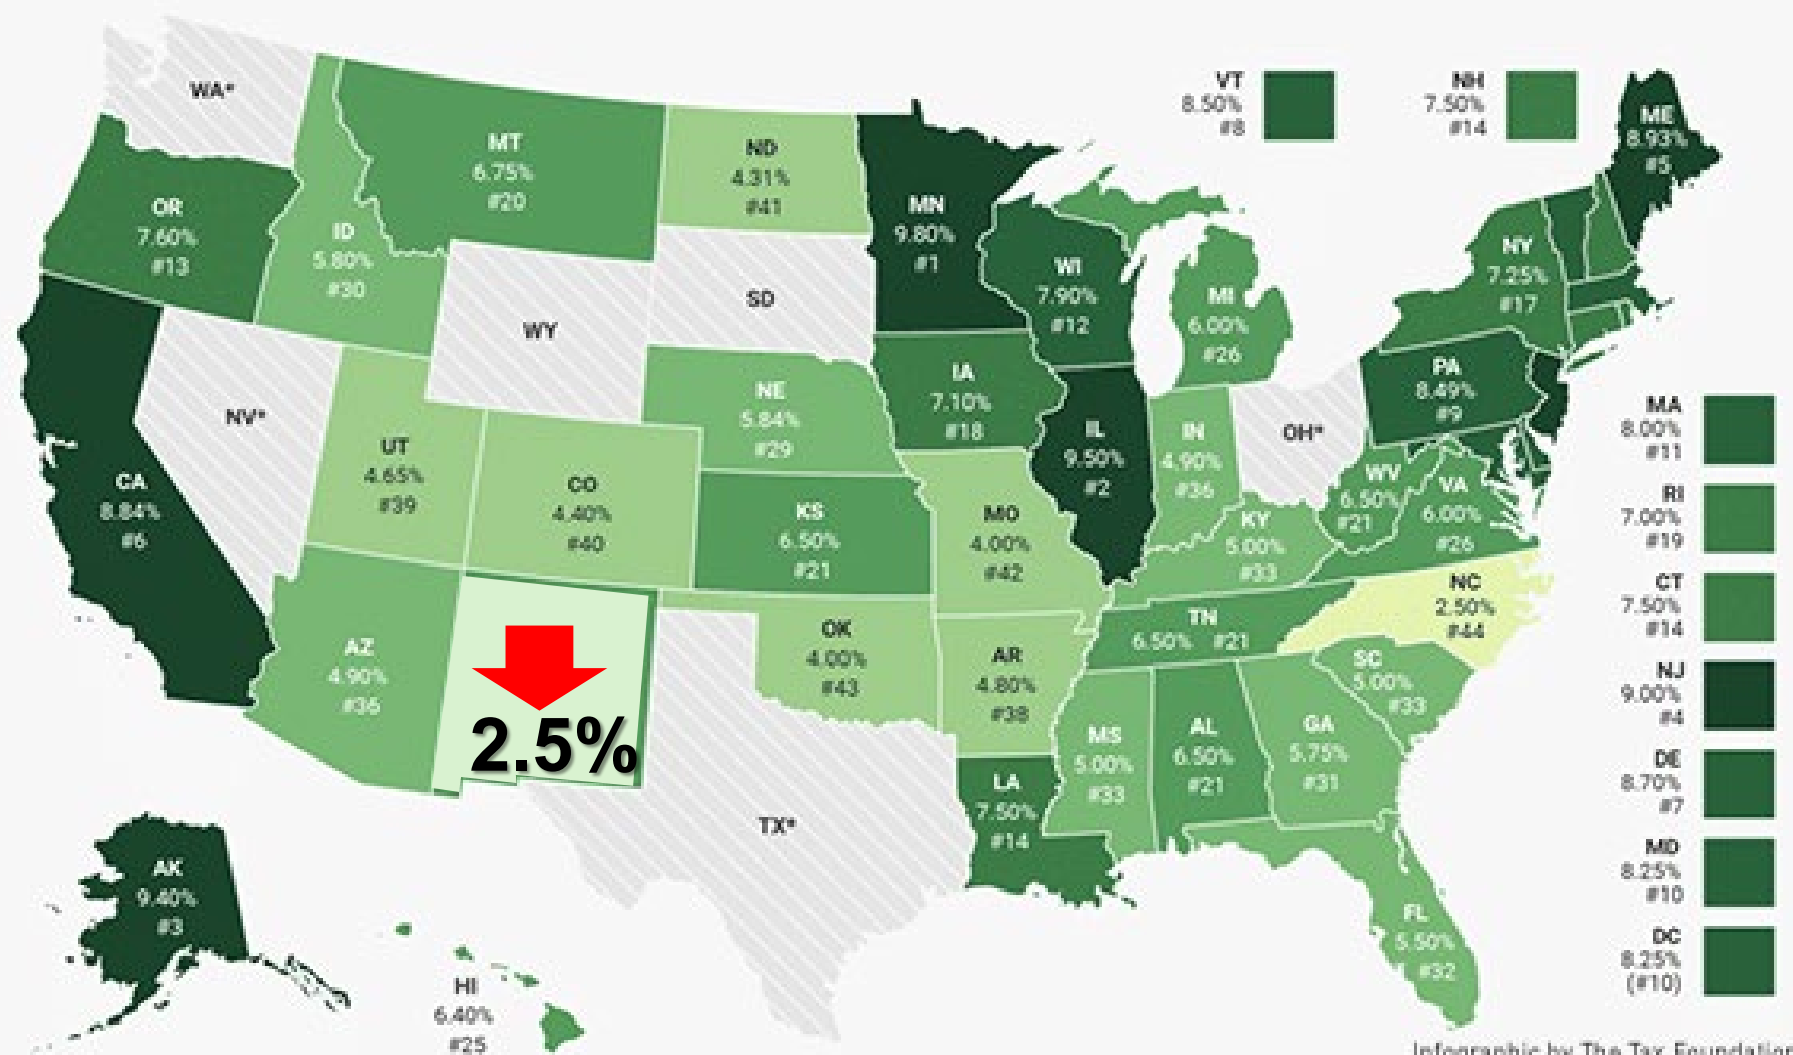 WA*
VT
8.50%
#8
NH
7.50%
#14
ME
8.93%
#5
MT
6.75%
#20
ND
4.31%
#41
MN
9.80%
#1
OR
7.60%
#13
ID
5.80%
#30
WI
7.90%
#12
NY
7.25%
#17
SD
WY
MI
6.00%
#26
IA
7.10%
#18
PA
8.49%
#9
NE
5.84%
#29
NV*
UT
4.65%
#39
IL
9.50%
#2
IN
4.90%
#36
OH*
MA
8.00%
#11
CA
8.84%
#6
CO
4.40%
#40
KS
6.50%
#21
MO
4.00%
#42
KY
5.00%
#33
WV
6.50%
#21
VA
6.00%
#26
RI
7.00%
#19
NC
2.50%
#44
CT
7.50%
#14
AZ
4.90%
#36
2.5%
OK
4.00%
#43
AR
4.80%
#38
TN
6.50% #21
SC
5.00%
#33
NJ
9.00%
#4
MS
5.00%
#33
AL
6.50%
#21
GA
5.75%
#31
DE
8.70%
#7
LA
7.50%
#14
TX*
MD
8.25%
#10
AK
9.40%
#3
FL
5.50%
#32
DC
8.25%
(#10)
HI
6.40%
#25
Infographic by The Tax Foundation